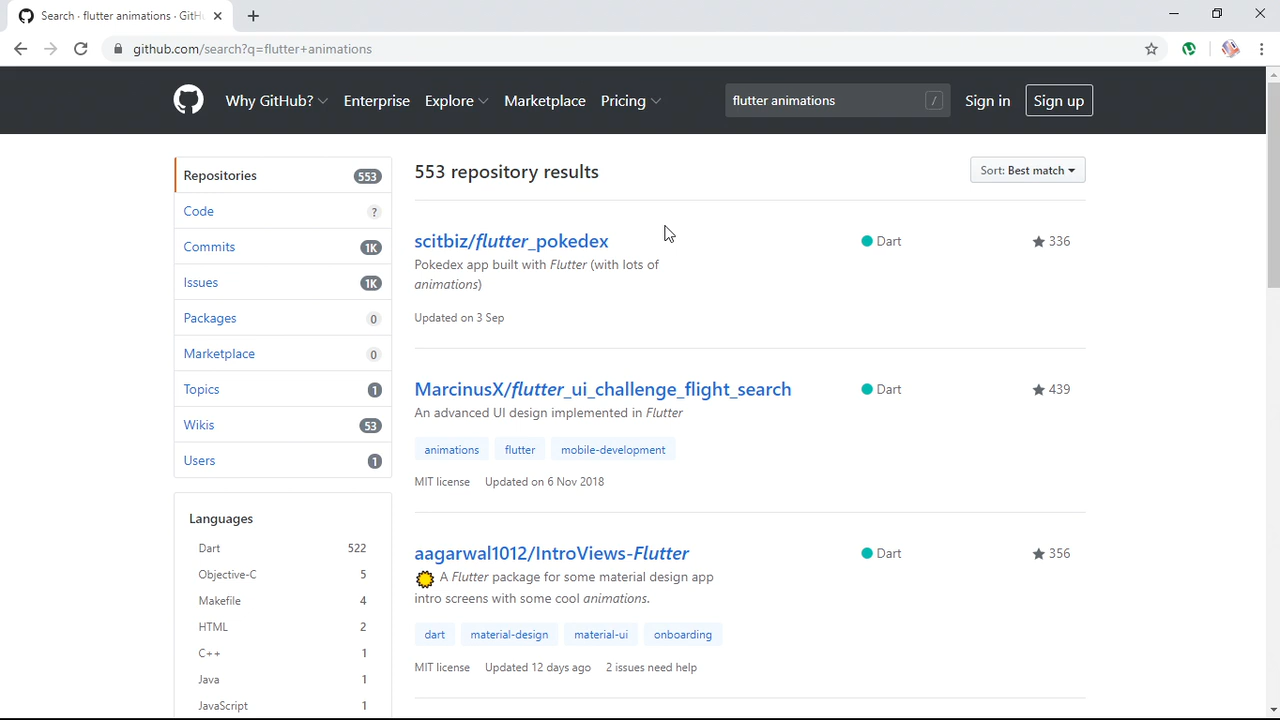 Search · flutter animations · GitH
github.com/search?q=flutter+animations
Why GitHub? Enterprise Explore Marketplace Pricing flutter animations / Sign in Sign up
Repositories 553
Code ?
Commits 1K
Issues 1K
Packages 0
Marketplace 0
Topics 1
Wikis 53
Users 1
Languages
Dart 522
Objective-C 5
Makefile 4
HTML 2
C++ 1
Java 1
JavaScript 1
553 repository results Sort: Best match
scitbiz/flutter_pokedex Dart 336
Pokedex app built with Flutter (with lots of
animations)
Updated on 3 Sep
MarcinusX/flutter_ui_challenge_flight_search Dart 439
An advanced UI design implemented in Flutter
animations flutter mobile-development
MIT license Updated on 6 Nov 2018
aagarwal1012/IntroViews-Flutter Dart 356
A Flutter package for some material design app
intro screens with some cool animations.
dart material-design material-ui onboarding
MIT license Updated 12 days ago 2 issues need help